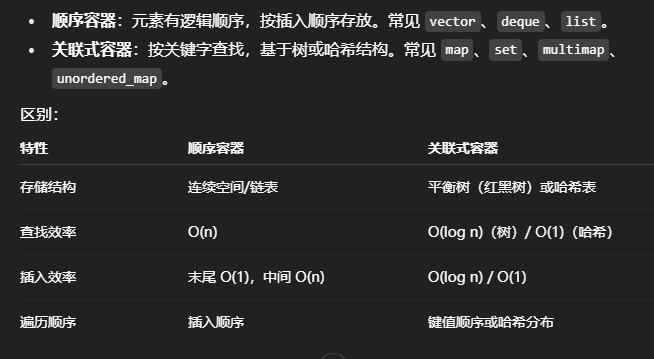 • 顺序容器：元素有逻辑顺序，按插入顺序存放。常见 vector、deque、list。
• 关联式容器：按关键字查找，基于树或哈希结构。常见 map、set、multimap、
unordered_map。
区别：
特性 顺序容器 关联式容器
存储结构 连续空间/链表 平衡树（红黑树）或哈希表
查找效率 O(n) O(log n)（树）/ O(1)（哈希）
插入效率 末尾 O(1)，中间 O(n) O(log n) / O(1)
遍历顺序 插入顺序 键值顺序或哈希分布